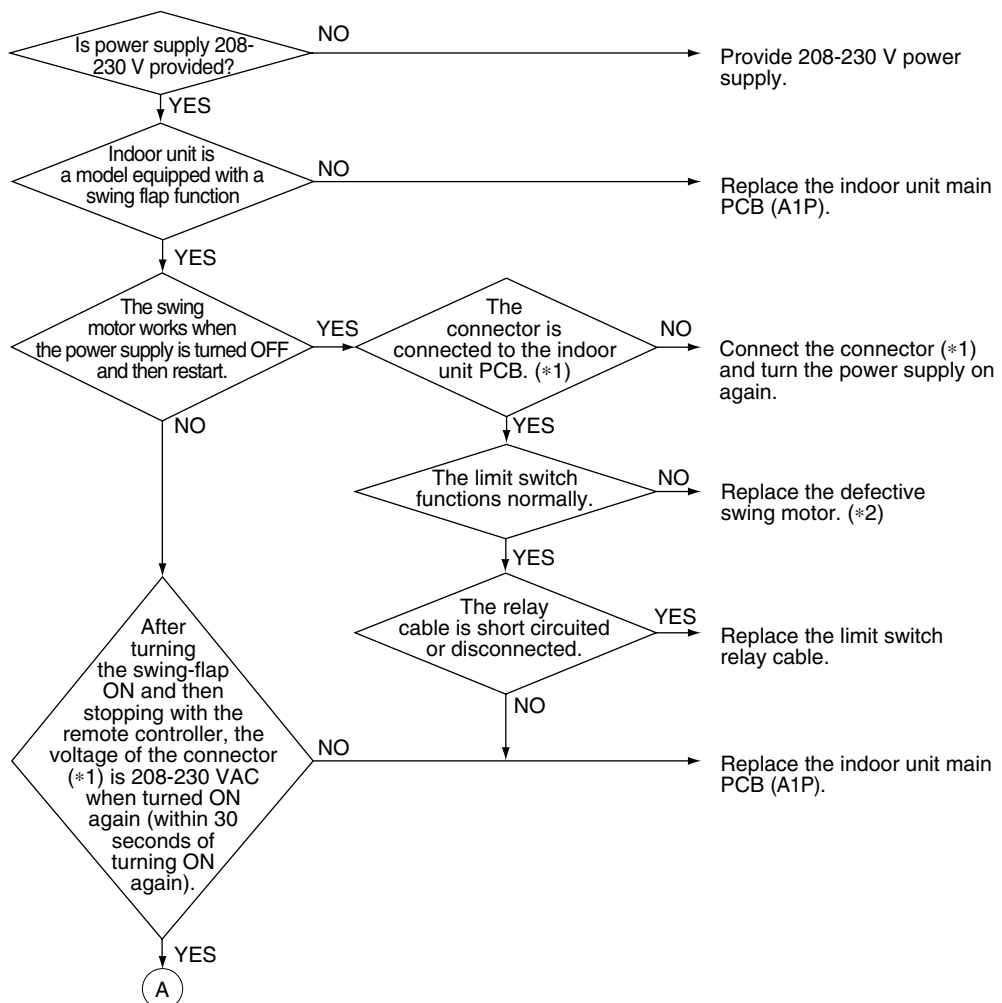 Is power supply 208-
230 V provided?
NO
Provide 208-230 V power
supply.
YES
Indoor unit is
a model equipped with a
swing flap function
NO
Replace the indoor unit main
PCB (A1P).
YES
The swing
motor works when
the power supply is turned OFF
and then restart.
YES
The
connector is
connected to the indoor
unit PCB. (*1)
NO
Connect the connector (*1)
and turn the power supply on
again.
NO
YES
The limit switch
functions normally.
NO
Replace the defective
swing motor. (*2)
YES
The relay
cable is short circuited
or disconnected.
YES
Replace the limit switch
relay cable.
NO
After
turning
the swing-flap
ON and then
stopping with the
remote controller, the
voltage of the connector
(*1) is 208-230 VAC
when turned ON
again (within 30
seconds of
turning ON
again).
NO
Replace the indoor unit main
PCB (A1P).
YES
A